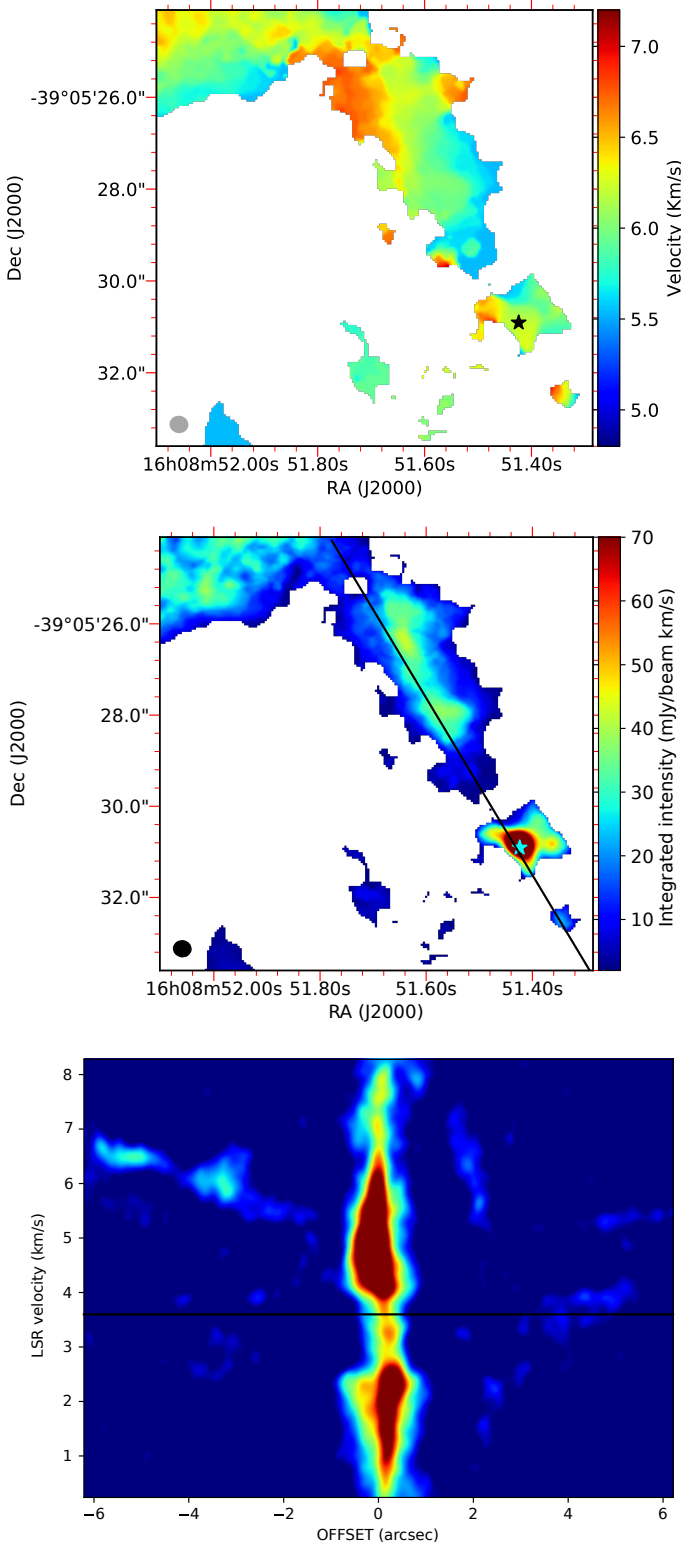 7.0
6.5
6.0
5.5
5.0
Velocity (Km/s)
-39°05'26.0"
28.0"
30.0"
32.0"
Dec (J2000)
16h08m52.00s 51.80s 51.60s 51.40s
RA (J2000)
70
60
50
40
30
20
10
Integrated intensity (mJy/beam km/s)
-39°05'26.0"
28.0"
30.0"
32.0"
Dec (J2000)
16h08m52.00s 51.80s 51.60s 51.40s
RA (J2000)
8
7
6
5
4
3
2
1
LSR velocity (km/s)
−6 −4 −2 0 2 4 6
OFFSET (arcsec)